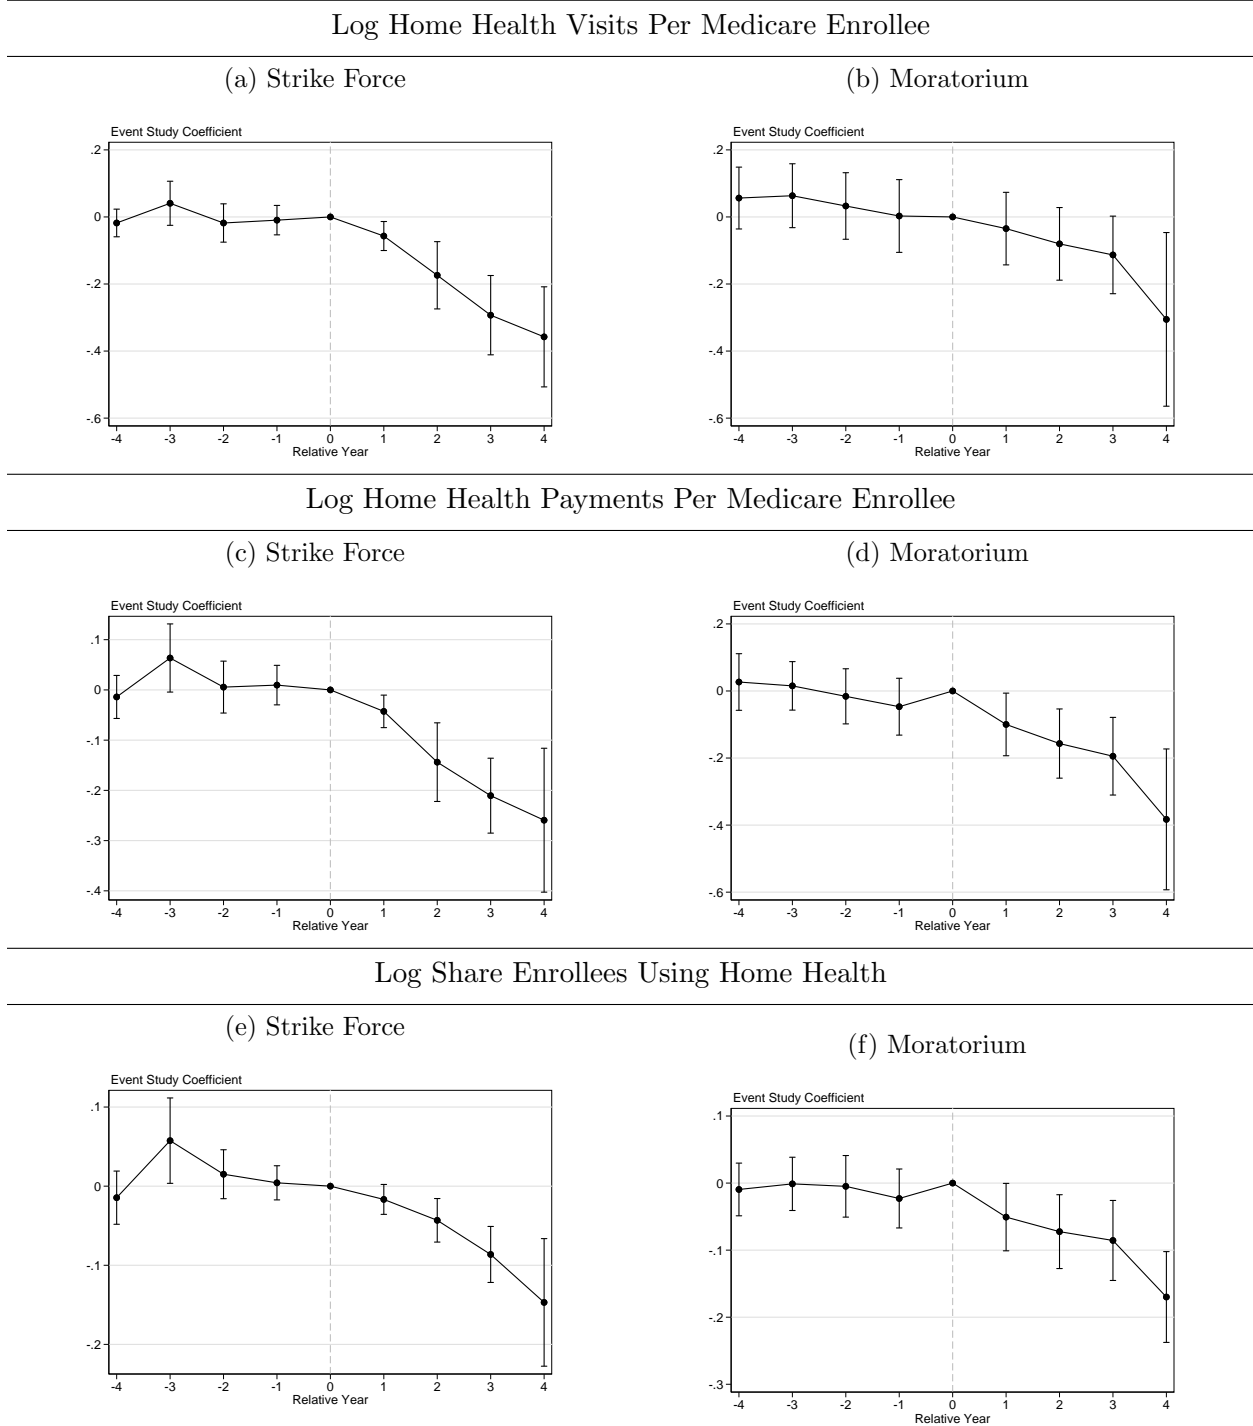 Log Home Health Visits Per Medicare Enrollee
(a) Strike Force
Event Study Coefficient
.2
0
-.2
-.4
-.6
-4 -3 -2 -1 0 1 2 3 4
Relative Year
(b) Moratorium
Event Study Coefficient
.2
0
-.2
-.4
-.6
-4 -3 -2 -1 0 1 2 3 4
Relative Year
Log Home Health Payments Per Medicare Enrollee
(c) Strike Force
Event Study Coefficient
.1
0
-.1
-.2
-.3
-.4
-4 -3 -2 -1 0 1 2 3 4
Relative Year
(d) Moratorium
Event Study Coefficient
.2
0
-.2
-.4
-.6
-4 -3 -2 -1 0 1 2 3 4
Relative Year
Log Share Enrollees Using Home Health
(e) Strike Force
Event Study Coefficient
.1
0
-.1
-.2
-4 -3 -2 -1 0 1 2 3 4
Relative Year
(f) Moratorium
Event Study Coefficient
.1
0
-.1
-.2
-.3
-4 -3 -2 -1 0 1 2 3 4
Relative Year